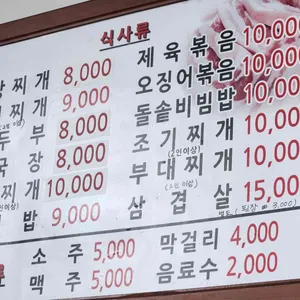 식사류
찌개 8,000
찌개 9,000
두부 8,000
국장 8,000
찌개 10,000
밥 9,000
제육볶음 10,000
오징어볶음 10,000
돌솥비빔밥 10,000
조기찌개 10,000
(2인이상)
부대찌개 10,000
(2인이상)
삼겹살 15,000
소주 5,000
맥주 5,000
막걸리 4,000
음료수 2,000